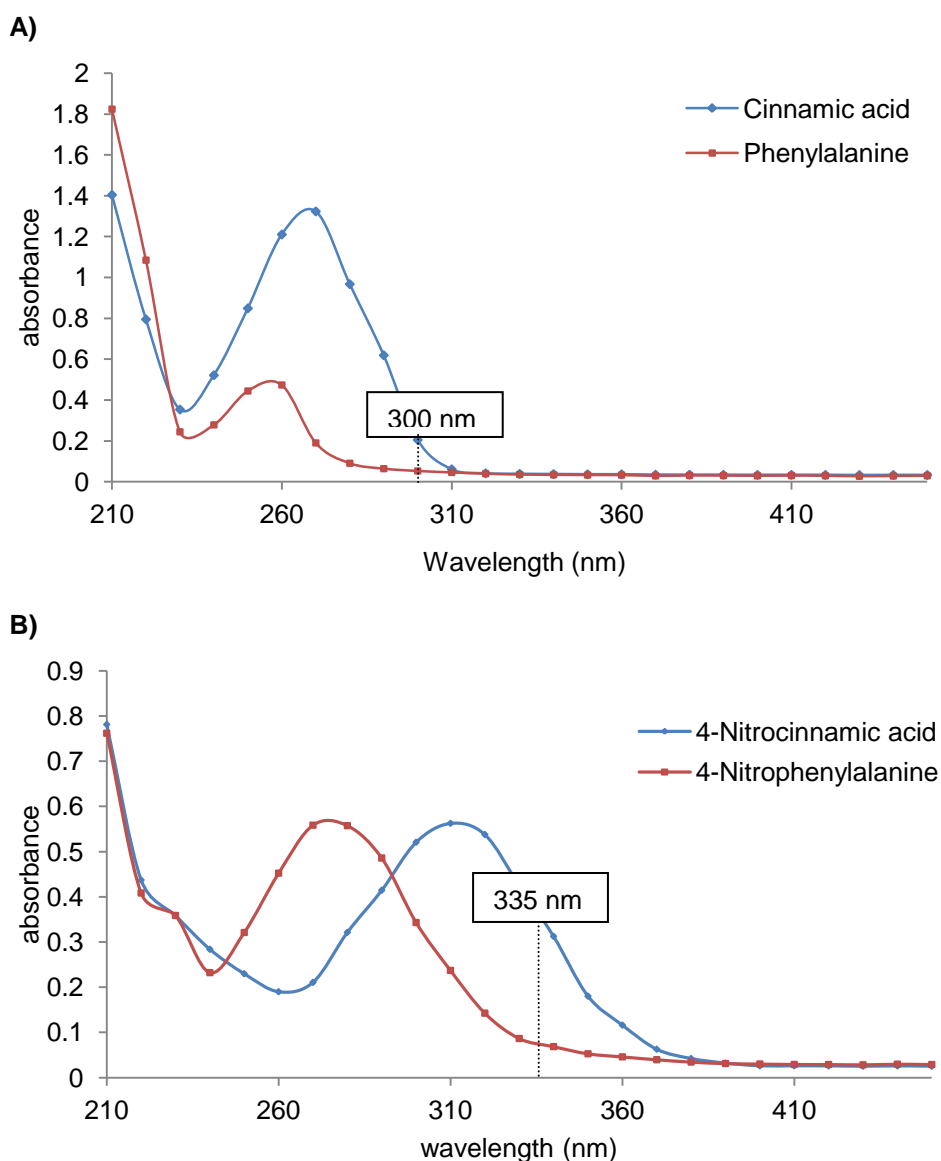 A)
2
1.8
1.6
1.4
1.2
1
0.8
0.6
0.4
0.2
0
absorbance
Cinnamic acid
Phenylalanine
300 nm
210 260 310 360 410
Wavelength (nm)
B)
0.9
0.8
0.7
0.6
0.5
0.4
0.3
0.2
0.1
0
absorbance
4-Nitrocinnamic acid
4-Nitrophenylalanine
335 nm
210 260 310 360 410
wavelength (nm)